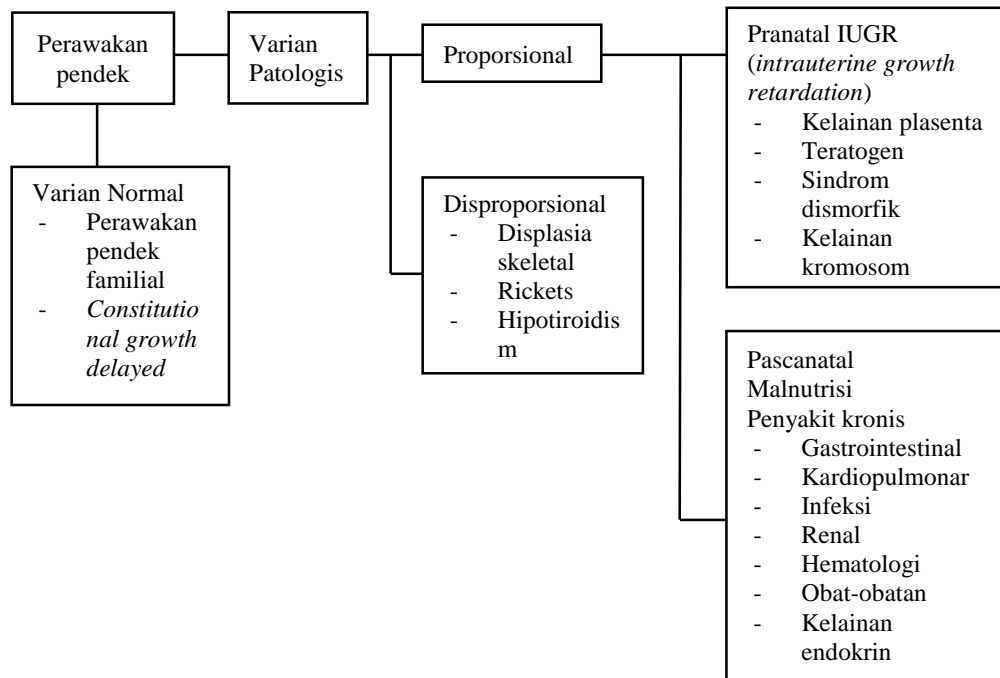 Perawakan
pendek
Varian
Patologis
Proporsional
Pranatal IUGR
(intrauterine growth
retardation)
- Kelainan plasenta
- Teratogen
- Sindrom
dismorfik
- Kelainan
kromosom
Varian Normal
- Perawakan
pendek
familial
- Constitutio
nal growth
delayed
Disproporsional
- Displasia
skeletal
- Rickets
- Hipotiroidis
m
Pascanatal
Malnutrisi
Penyakit kronis
- Gastrointestinal
- Kardiopulmonar
- Infeksi
- Renal
- Hematologi
- Obat-obatan
- Kelainan
endokrin